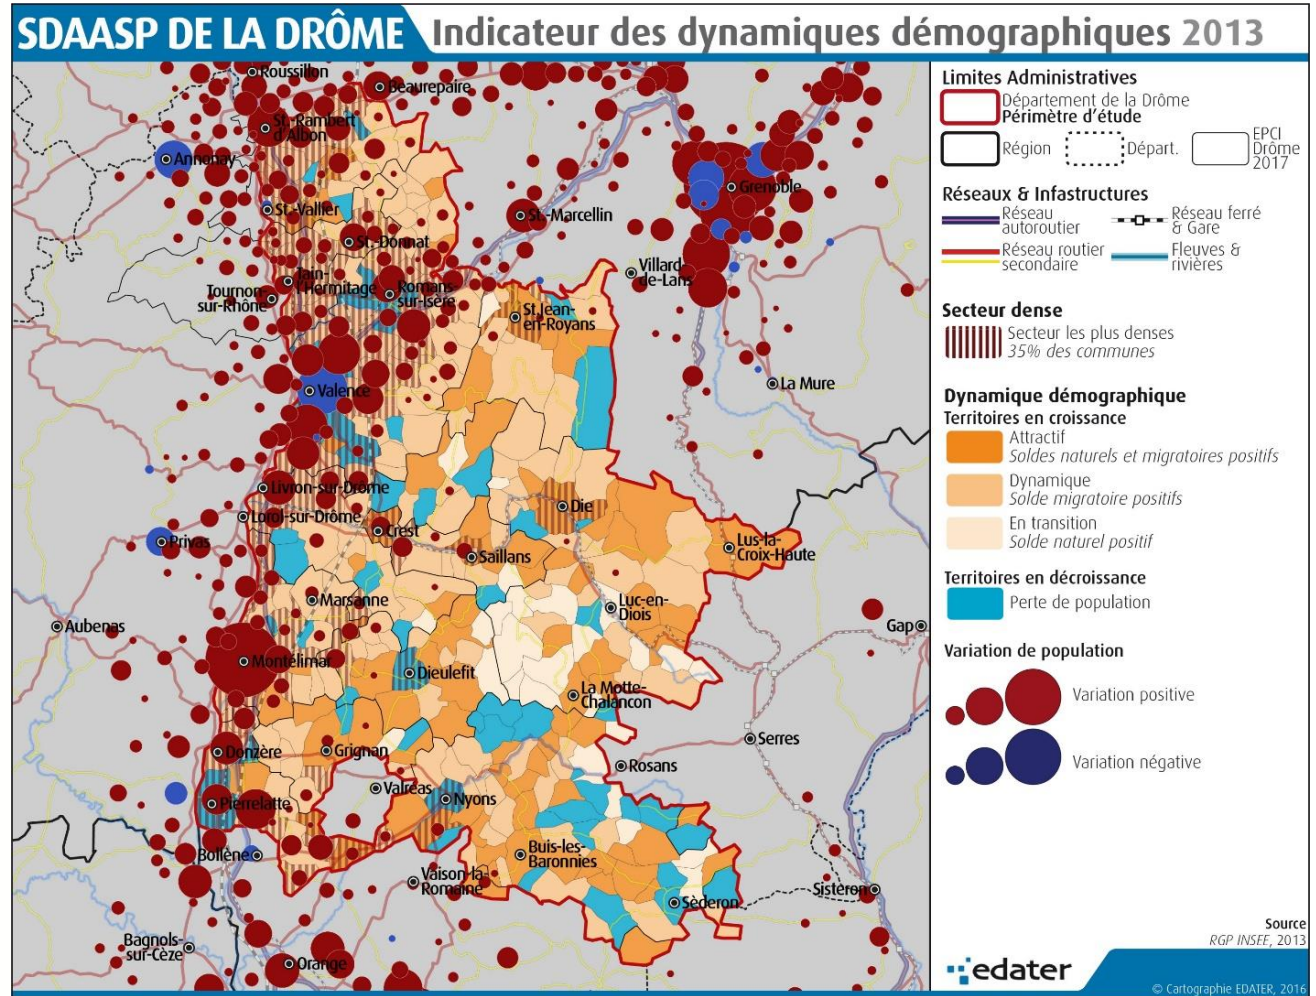 SDAASP DE LA DRÔME
Indicateur des dynamiques démographiques 2013
Roussillon
Beaurepaire
St.-Rambert
d'Albon
Annonay
Grenoble
St.-Vallier
St.-Marcellin
St.-Donnat
Villard-
de-Lans
Tain-
l'Hermitage
Tournon-
sur-Rhône
Romans-
sur-Isère
St Jean-
en-Royans
Valence
La Mure
Livron-sur-Drôme
Loroi-sur-Drôme
Die
Crest
Privas
Lus-la-
Croix-Haute
Saillans
Marsanne
Luc-en-
Diois
Aubenas
Gap
Montélimar
Dieulefit
La Motte-
Chalancon
Donzère
Grignan
Serres
Rosans
Valréas
Nyons
Pierrelatte
Bollène
Buis-les-
Baronnies
Vaison-la-
Romaine
Sistèron
Sèderon
Bagnols-
sur-Cèze
Orange
Limites Administratives
Département de la Drôme
Périmètre d'étude
Région
Départ.
EPCI
Drôme
2017
Réseaux & Infastructures
Réseau
autoroutier
Réseau ferré
& Gare
Réseau routier
secondaire
Fleuves &
rivières
Secteur dense
Secteur les plus denses
35% des communes
Dynamique démographique
Territoires en croissance
Attractif
Soldes naturels et migratoires positifs
Dynamique
Solde migratoire positifs
En transition
Solde naturel positif
Territoires en décroissance
Perte de population
Variation de population
Variation positive
Variation négative
Source
RGP INSEE, 2013
edater
© Cartographie EDATER, 2016